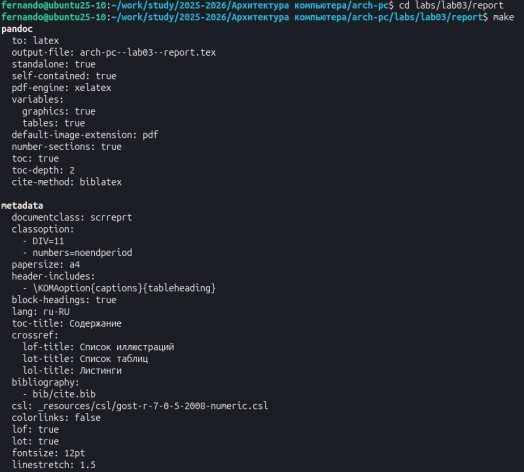 fernando@ubuntu25-10:~/work/study/2025-2026/Архитектура компьютера/arch-pc$ cd labs/lab03/report
fernando@ubuntu25-10:~/work/study/2025-2026/Архитектура компьютера/arch-pc/labs/lab03/report$ make
pandoc
  to: latex
  output-file: arch-pc--lab03--report.tex
  standalone: true
  self-contained: true
  pdf-engine: xelatex
  variables:
    graphics: true
    tables: true
  default-image-extension: pdf
  number-sections: true
  toc: true
  toc-depth: 2
  cite-method: biblatex

metadata
  documentclass: scrreprt
  classoption:
    - DIV=11
    - numbers=noendperiod
  papersize: a4
  header-includes:
    - \KOMAoption{captions}{tableheading}
  block-headings: true
  lang: ru-RU
  toc-title: Содержание
  crossref:
    lof-title: Список иллюстраций
    lot-title: Список таблиц
    lol-title: Листинги
  bibliography:
    - bib/cite.bib
  csl: _resources/csl/gost-r-7-0-5-2008-numeric.csl
  colorlinks: false
  lof: true
  lot: true
  fontsize: 12pt
  linestretch: 1.5